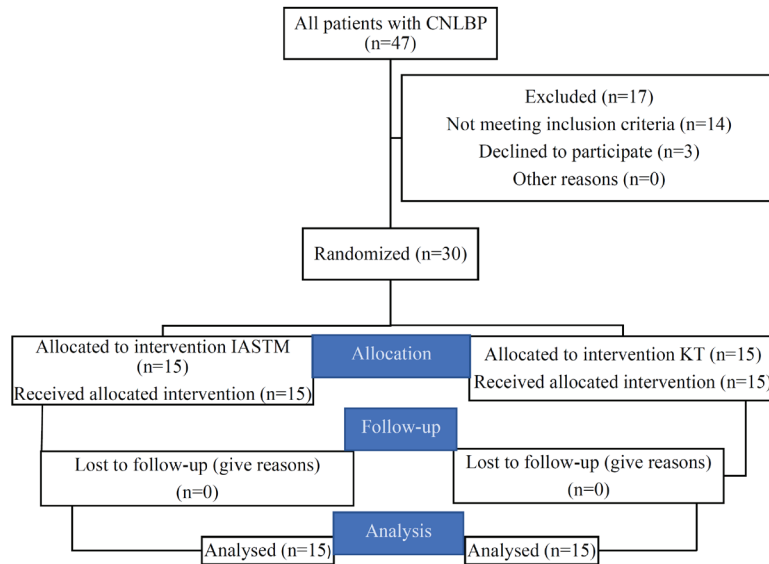 All patients with CNLBP
(n=47)
Excluded (n=17)
Not meeting inclusion criteria (n=14)
Declined to participate (n=3)
Other reasons (n=0)
Randomized (n=30)
Allocated to intervention IASTM
(n=15)
Received allocated intervention (n=15)
Allocation
Allocated to intervention KT (n=15)
Received allocated intervention (n=15)
Follow-up
Lost to follow-up (give reasons)
(n=0)
Lost to follow-up (give reasons)
(n=0)
Analysis
Analysed (n=15)
Analysed (n=15)